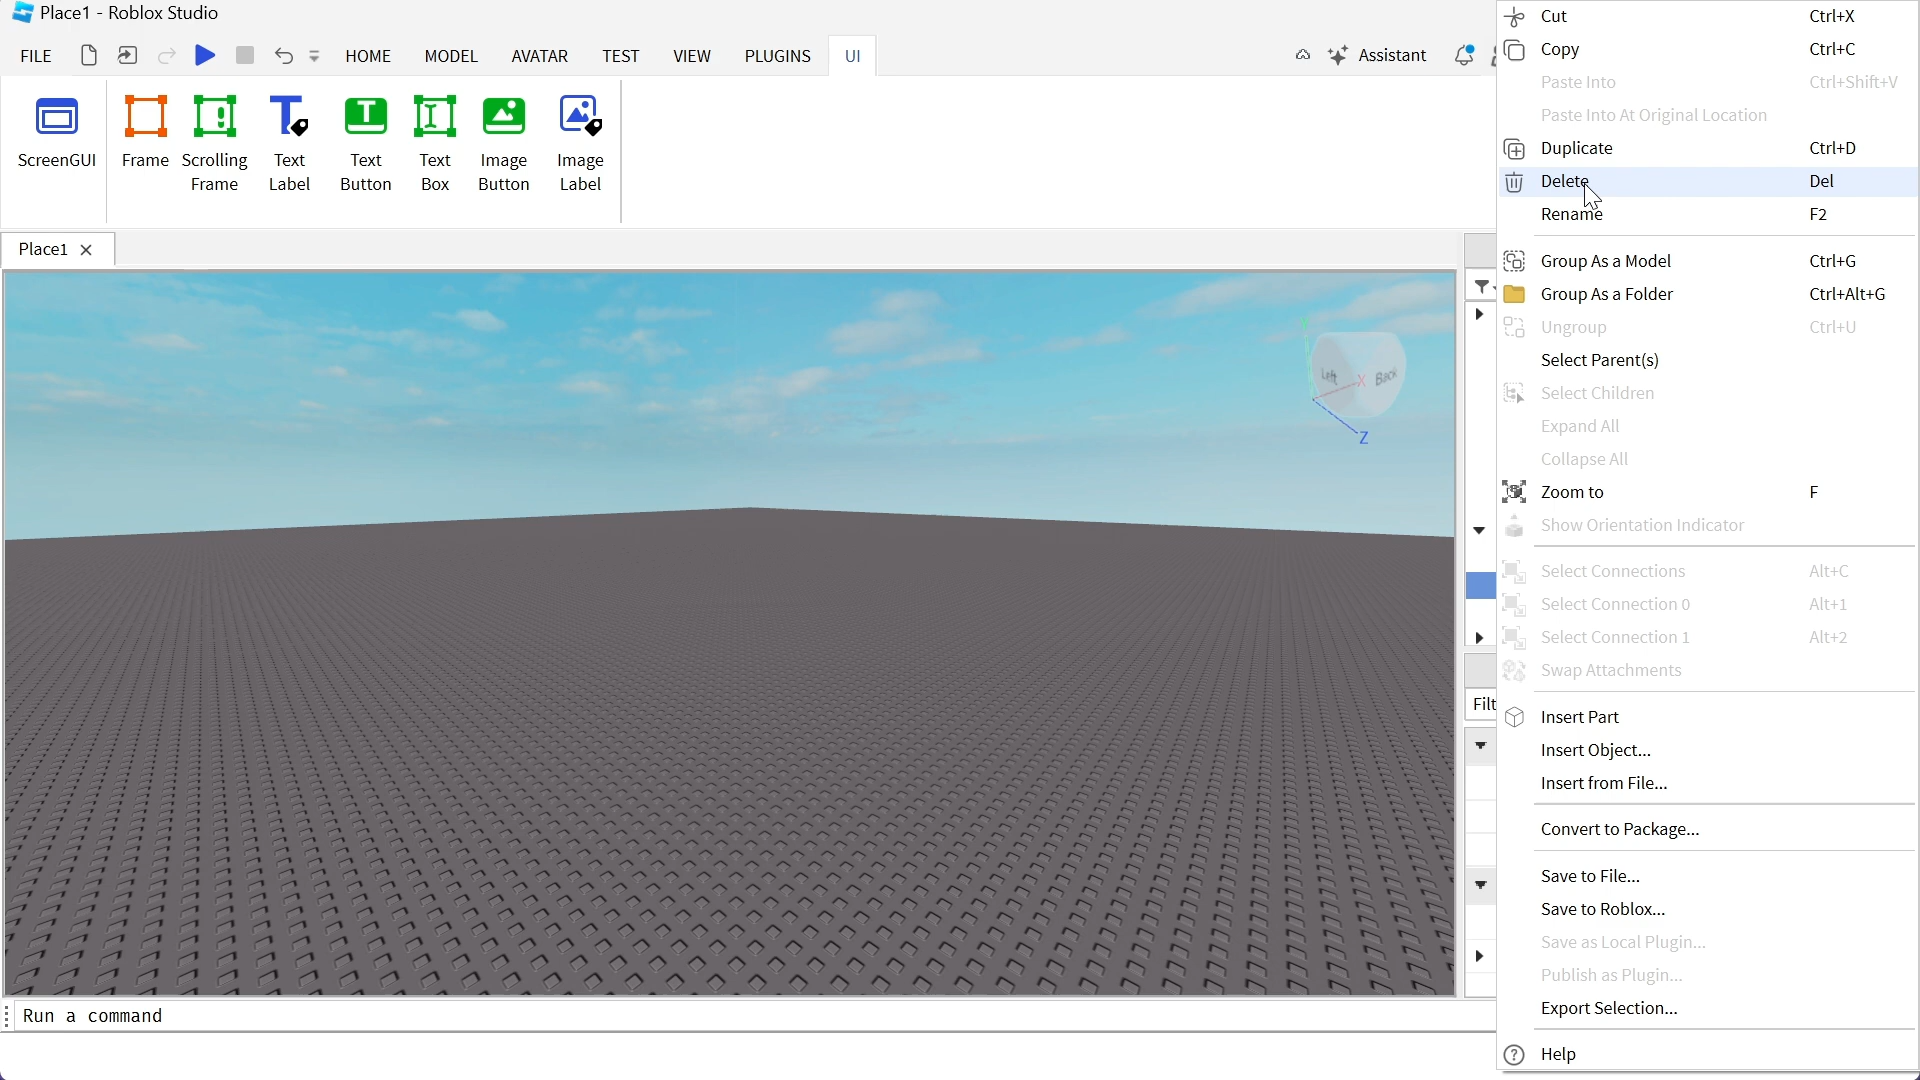 Place1 - Roblox Studio
FILE
HOME
MODEL
AVATAR
TEST
VIEW
PLUGINS
UI
Assistant
ScreenGUI
Frame
Scrolling
Frame
Text
Label
Text
Button
Text
Box
Image
Button
Image
Label
Place1
Y
Left
X
Back
Z
Filt
Run a command
Cut Ctrl+X
Copy Ctrl+C
Paste Into Ctrl+Shift+V
Paste Into At Original Location
Duplicate Ctrl+D
Delete Del
Rename F2
Group As a Model Ctrl+G
Group As a Folder Ctrl+Alt+G
Ungroup Ctrl+U
Select Parent(s)
Select Children
Expand All
Collapse All
Zoom to F
Show Orientation Indicator
Select Connections Alt+C
Select Connection 0 Alt+1
Select Connection 1 Alt+2
Swap Attachments
Insert Part
Insert Object...
Insert from File...
Convert to Package...
Save to File...
Save to Roblox...
Save as Local Plugin...
Publish as Plugin...
Export Selection...
Help